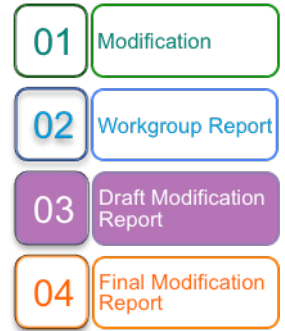 01 Modification
02 Workgroup Report
03 Draft Modification
Report
04 Final Modification
Report